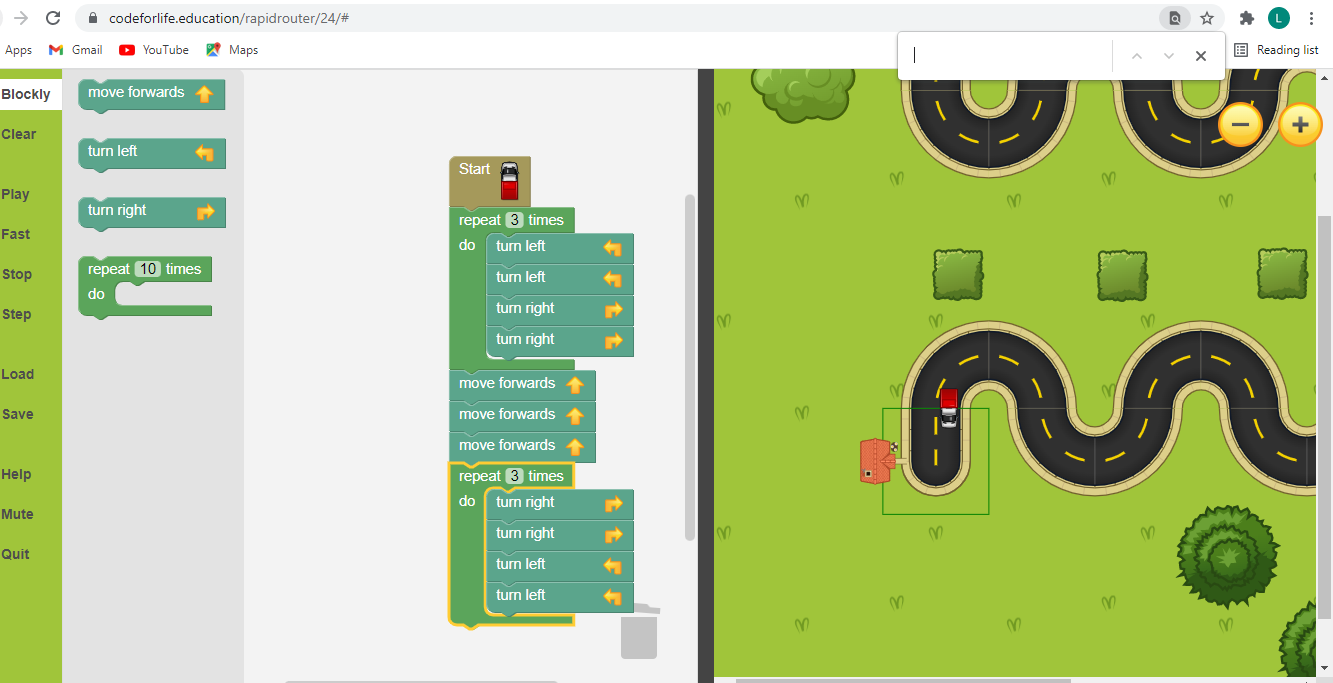 codeforlife.education/rapidrouter/24/#
Apps Gmail YouTube Maps Reading list
L
Blockly
Clear
Play
Fast
Stop
Step
Load
Save
Help
Mute
Quit
move forwards
turn left
turn right
repeat 10 times
do
Start
repeat 3 times
do turn left
turn left
turn right
turn right
move forwards
move forwards
move forwards
repeat 3 times
do turn right
turn right
turn left
turn left